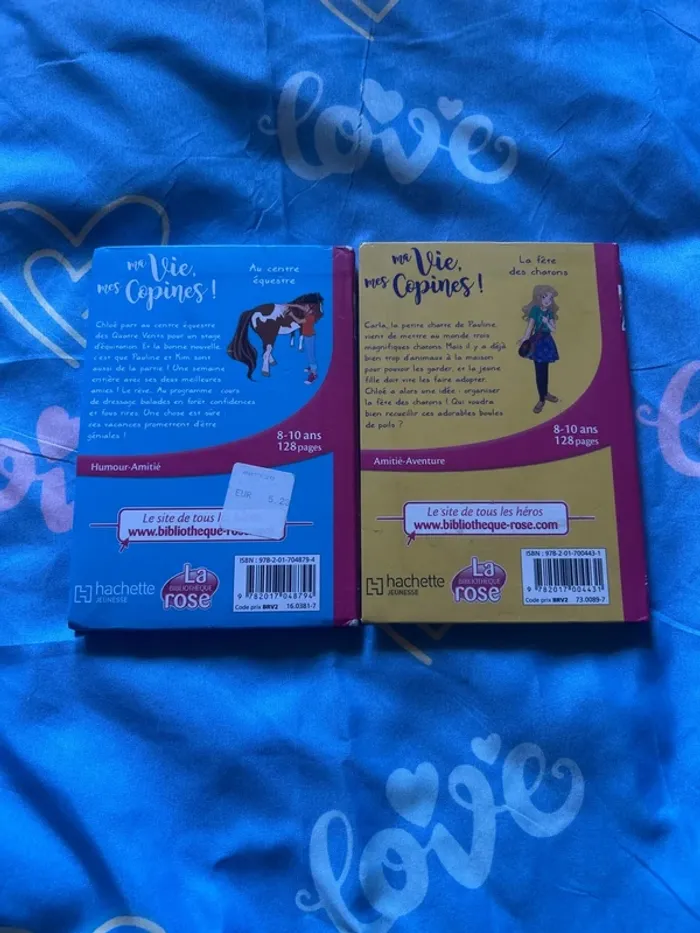 love
ma Vie,
mes Copines !
Au centre
équestre
Chloé part au centre équestre
des Quatre Vents pour un stage
d'équitation. Et la bonne nouvelle,
c'est que Pauline et Kim sont
aussi de la partie ! Une semaine
entière avec ses deux meilleures
amies ! Le rêve. Au programme : cours
de dressage, balades en forêt, confidences
et fous rires. Une chose est sûre :
ces vacances promettent d'être
géniales !
8-10 ans
128 pages
Humour-Amitié
EUR 5,20
Le site de tous
www.bibliotheque-rose
ISBN : 978-2-01-704879-4
hachette
JEUNESSE
La
BIBLIOTHÈQUE
rose
9 782017 048794
Code prix BRV2 16.0381-7
ma Vie,
mes Copines !
La fête
des chatons
Carla, la petite chatte de Pauline,
vient de mettre au monde trois
magnifiques chatons. Mais il y a déjà
bien trop d'animaux à la maison
pour pouvoir les garder, et la jeune
fille doit vite les faire adopter.
Chloé a alors une idée : organiser
la fête des chatons ! Qui voudra
bien recueillir ces adorables boules
de poils ?
8-10 ans
128 pages
Amitié-Aventure
Le site de tous les héros
www.bibliotheque-rose.com
ISBN : 978-2-01-700443-1
hachette
JEUNESSE
La
BIBLIOTHÈQUE
rose
9 782017 004431
Code prix BRV2 73.0089-7
love